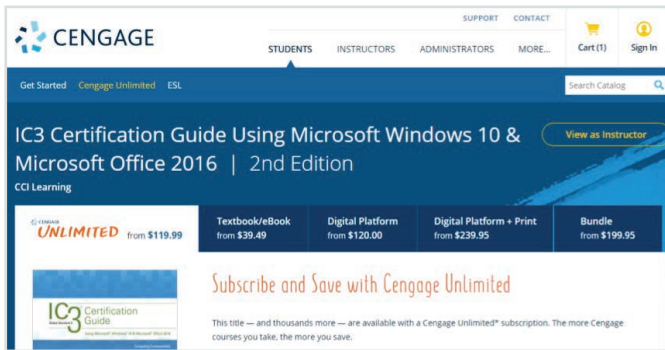 SUPPORT CONTACT
CENGAGE
STUDENTS INSTRUCTORS ADMINISTRATORS MORE... Cart (1) Sign In
Get Started Cengage Unlimited ESL Search Catalog
IC3 Certification Guide Using Microsoft Windows 10 & View as Instructor
Microsoft Office 2016 | 2nd Edition
CCI Learning
CENGAGE
UNLIMITED from $119.99
Textbook/eBook
from $39.49
Digital Platform
from $120.00
Digital Platform + Print
from $239.95
Bundle
from $199.95
IC3 Certification
Guide
Subscribe and Save with Cengage Unlimited
This title — and thousands more — are available with a Cengage Unlimited* subscription. The more Cengage
courses you take, the more you save.